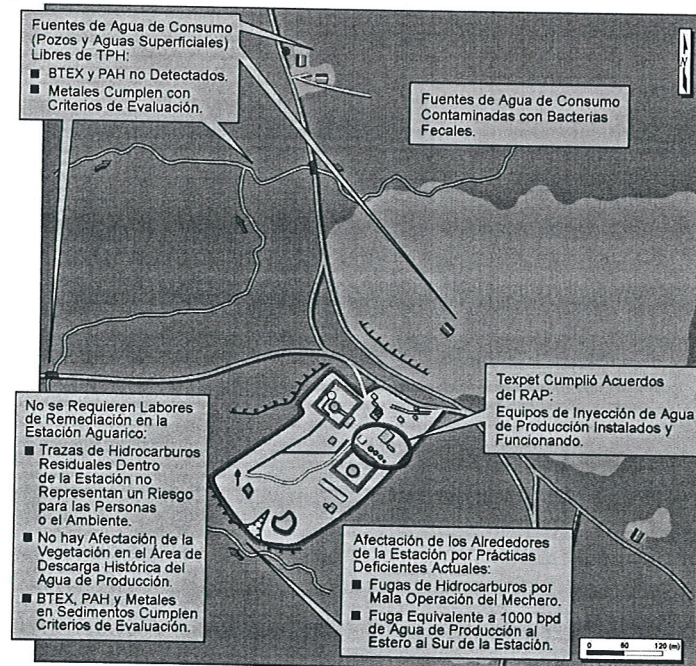 Fuentes de Agua de Consumo
(Pozos y Aguas Superficiales)
Libres de TPH:
■ BTEX y PAH no Detectados.
■ Metales Cumplen con
Criterios de Evaluación.
N
Fuentes de Agua de Consumo
Contaminadas con Bacterias
Fecales.
Texpet Cumplió Acuerdos
del RAP:
Equipos de Inyección de Agua
de Producción Instalados y
Funcionando.
No se Requieren Labores
de Remediación en la
Estación Aguarico:
■ Trazas de Hidrocarburos
Residuales Dentro
de la Estación no
Representan un Riesgo
para las Personas
o el Ambiente.
■ No hay Afectación de la
Vegetación en el Área de
Descarga Histórica del
Agua de Producción.
■ BTEX, PAH y Metales
en Sedimentos Cumplen
Criterios de Evaluación.
Afectación de los Alrededores
de la Estación por Prácticas
Deficientes Actuales:
■ Fugas de Hidrocarburos por
Mala Operación del Mechero.
■ Fuga Equivalente a 1000 bpd
de Agua de Producción al
Estero al Sur de la Estación.
0 60 120 (m)